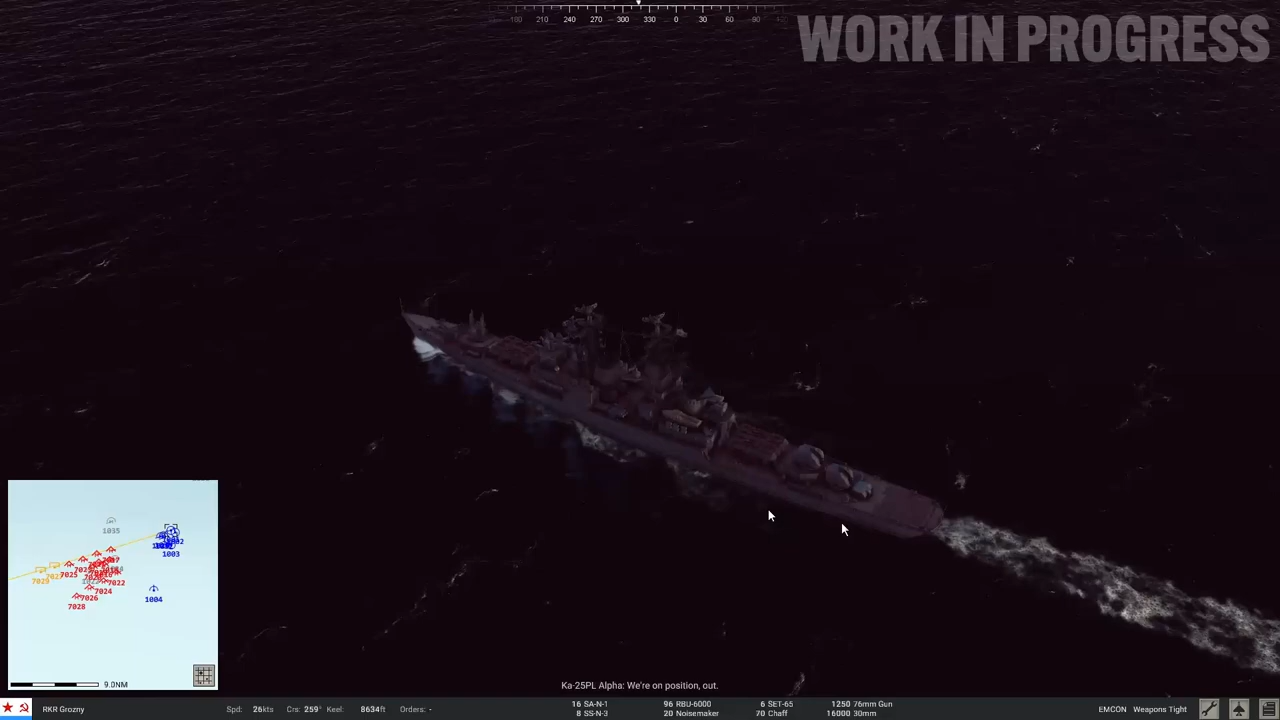 180 210 240 270 300 330 0 30 60 90
WORK IN PROGRESS
1035
1003
7029
7025
7022
7024
7026
7028
1004
9.0NM
Ka-25PL Alpha: We're on position, out.
RKR Grozny Spd: 26kts Crs: 259° Keel: 8634ft Orders: -
16 SA-N-1 96 RBU-6000 6 SET-65 1250 76mm Gun
8 SS-N-3 20 Noisemaker 70 Chaff 16000 30mm
EMCON Weapons Tight